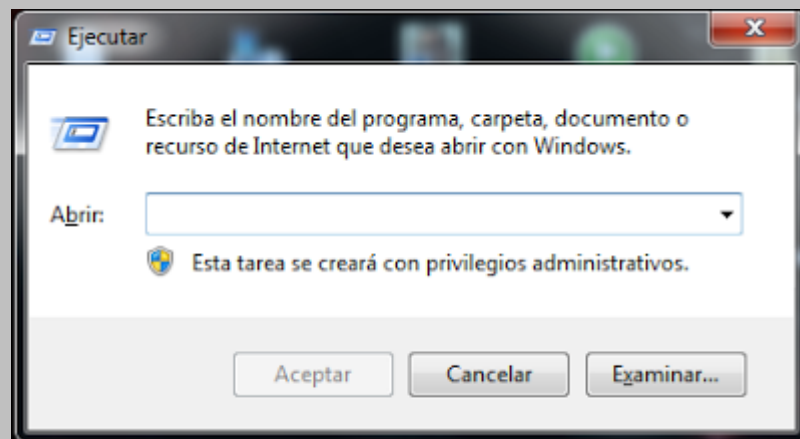 Ejecutar
Escriba el nombre del programa, carpeta, documento o
recurso de Internet que desea abrir con Windows.
Abrir:
Esta tarea se creará con privilegios administrativos.
Aceptar Cancelar Examinar...